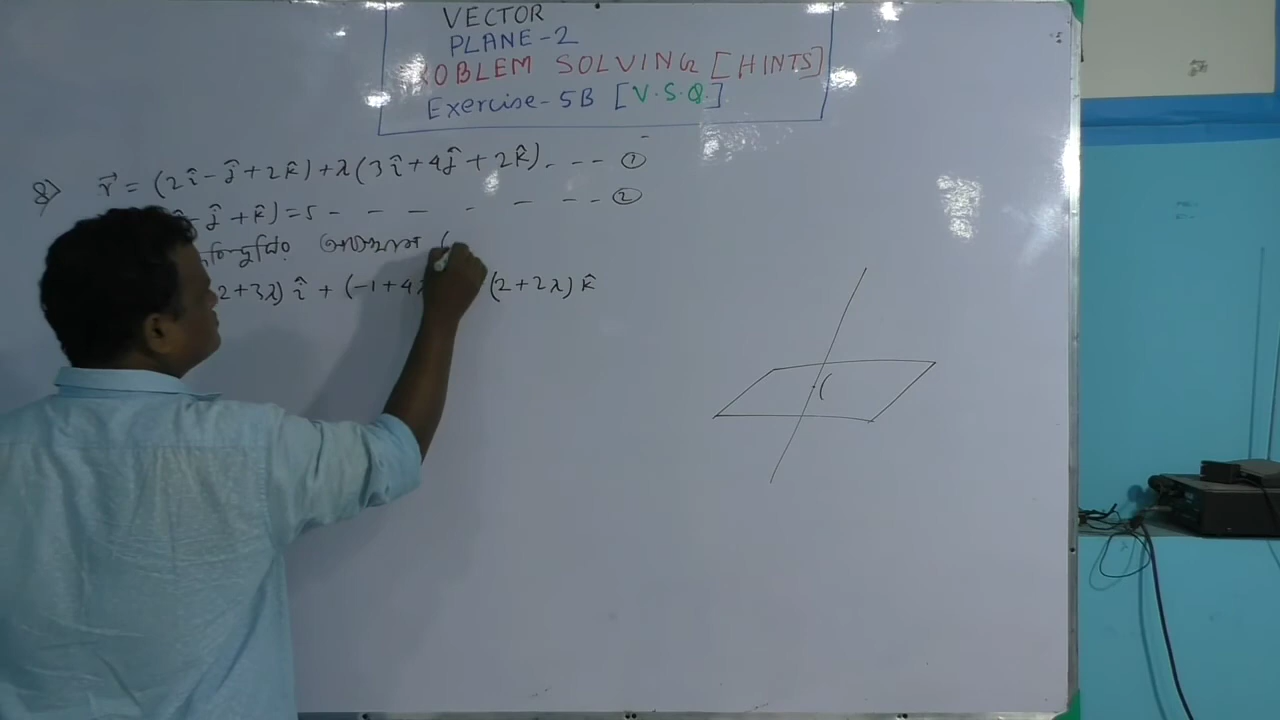 VECTOR
PLANE-2
ROBLEM SOLVING [HINTS]
Exercise-5B [V.S.Q.]
8> r⃗ = (2î-ĵ+2k̂)+λ(3î+4ĵ+2k̂). --- ①
-ĵ+k̂)=5- - - - - - -②
2+3λ)î + (-1+4 (2+2λ)k̂